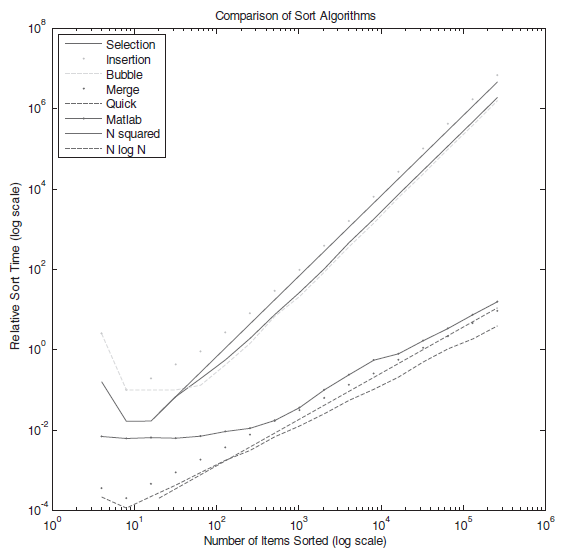 Comparison of Sort Algorithms
10^8
10^6
10^4
10^2
10^0
10^-2
10^-4
Relative Sort Time (log scale)
Selection
Insertion
Bubble
Merge
Quick
Matlab
N squared
N log N
10^0 10^1 10^2 10^3 10^4 10^5 10^6
Number of Items Sorted (log scale)